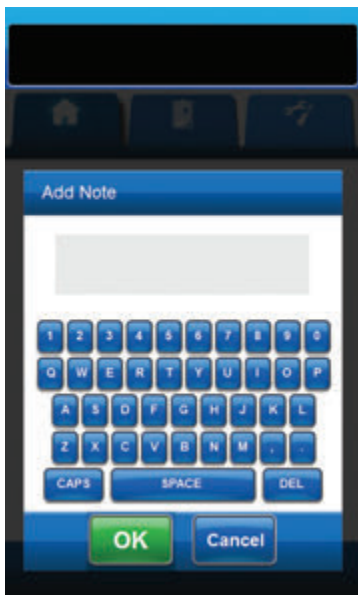 Add Note
1 2 3 4 5 6 7 8 9 0
Q W E R T Y U I O P
A S D F G H J K L
Z X C V B N M , .
CAPS SPACE DEL
OK Cancel